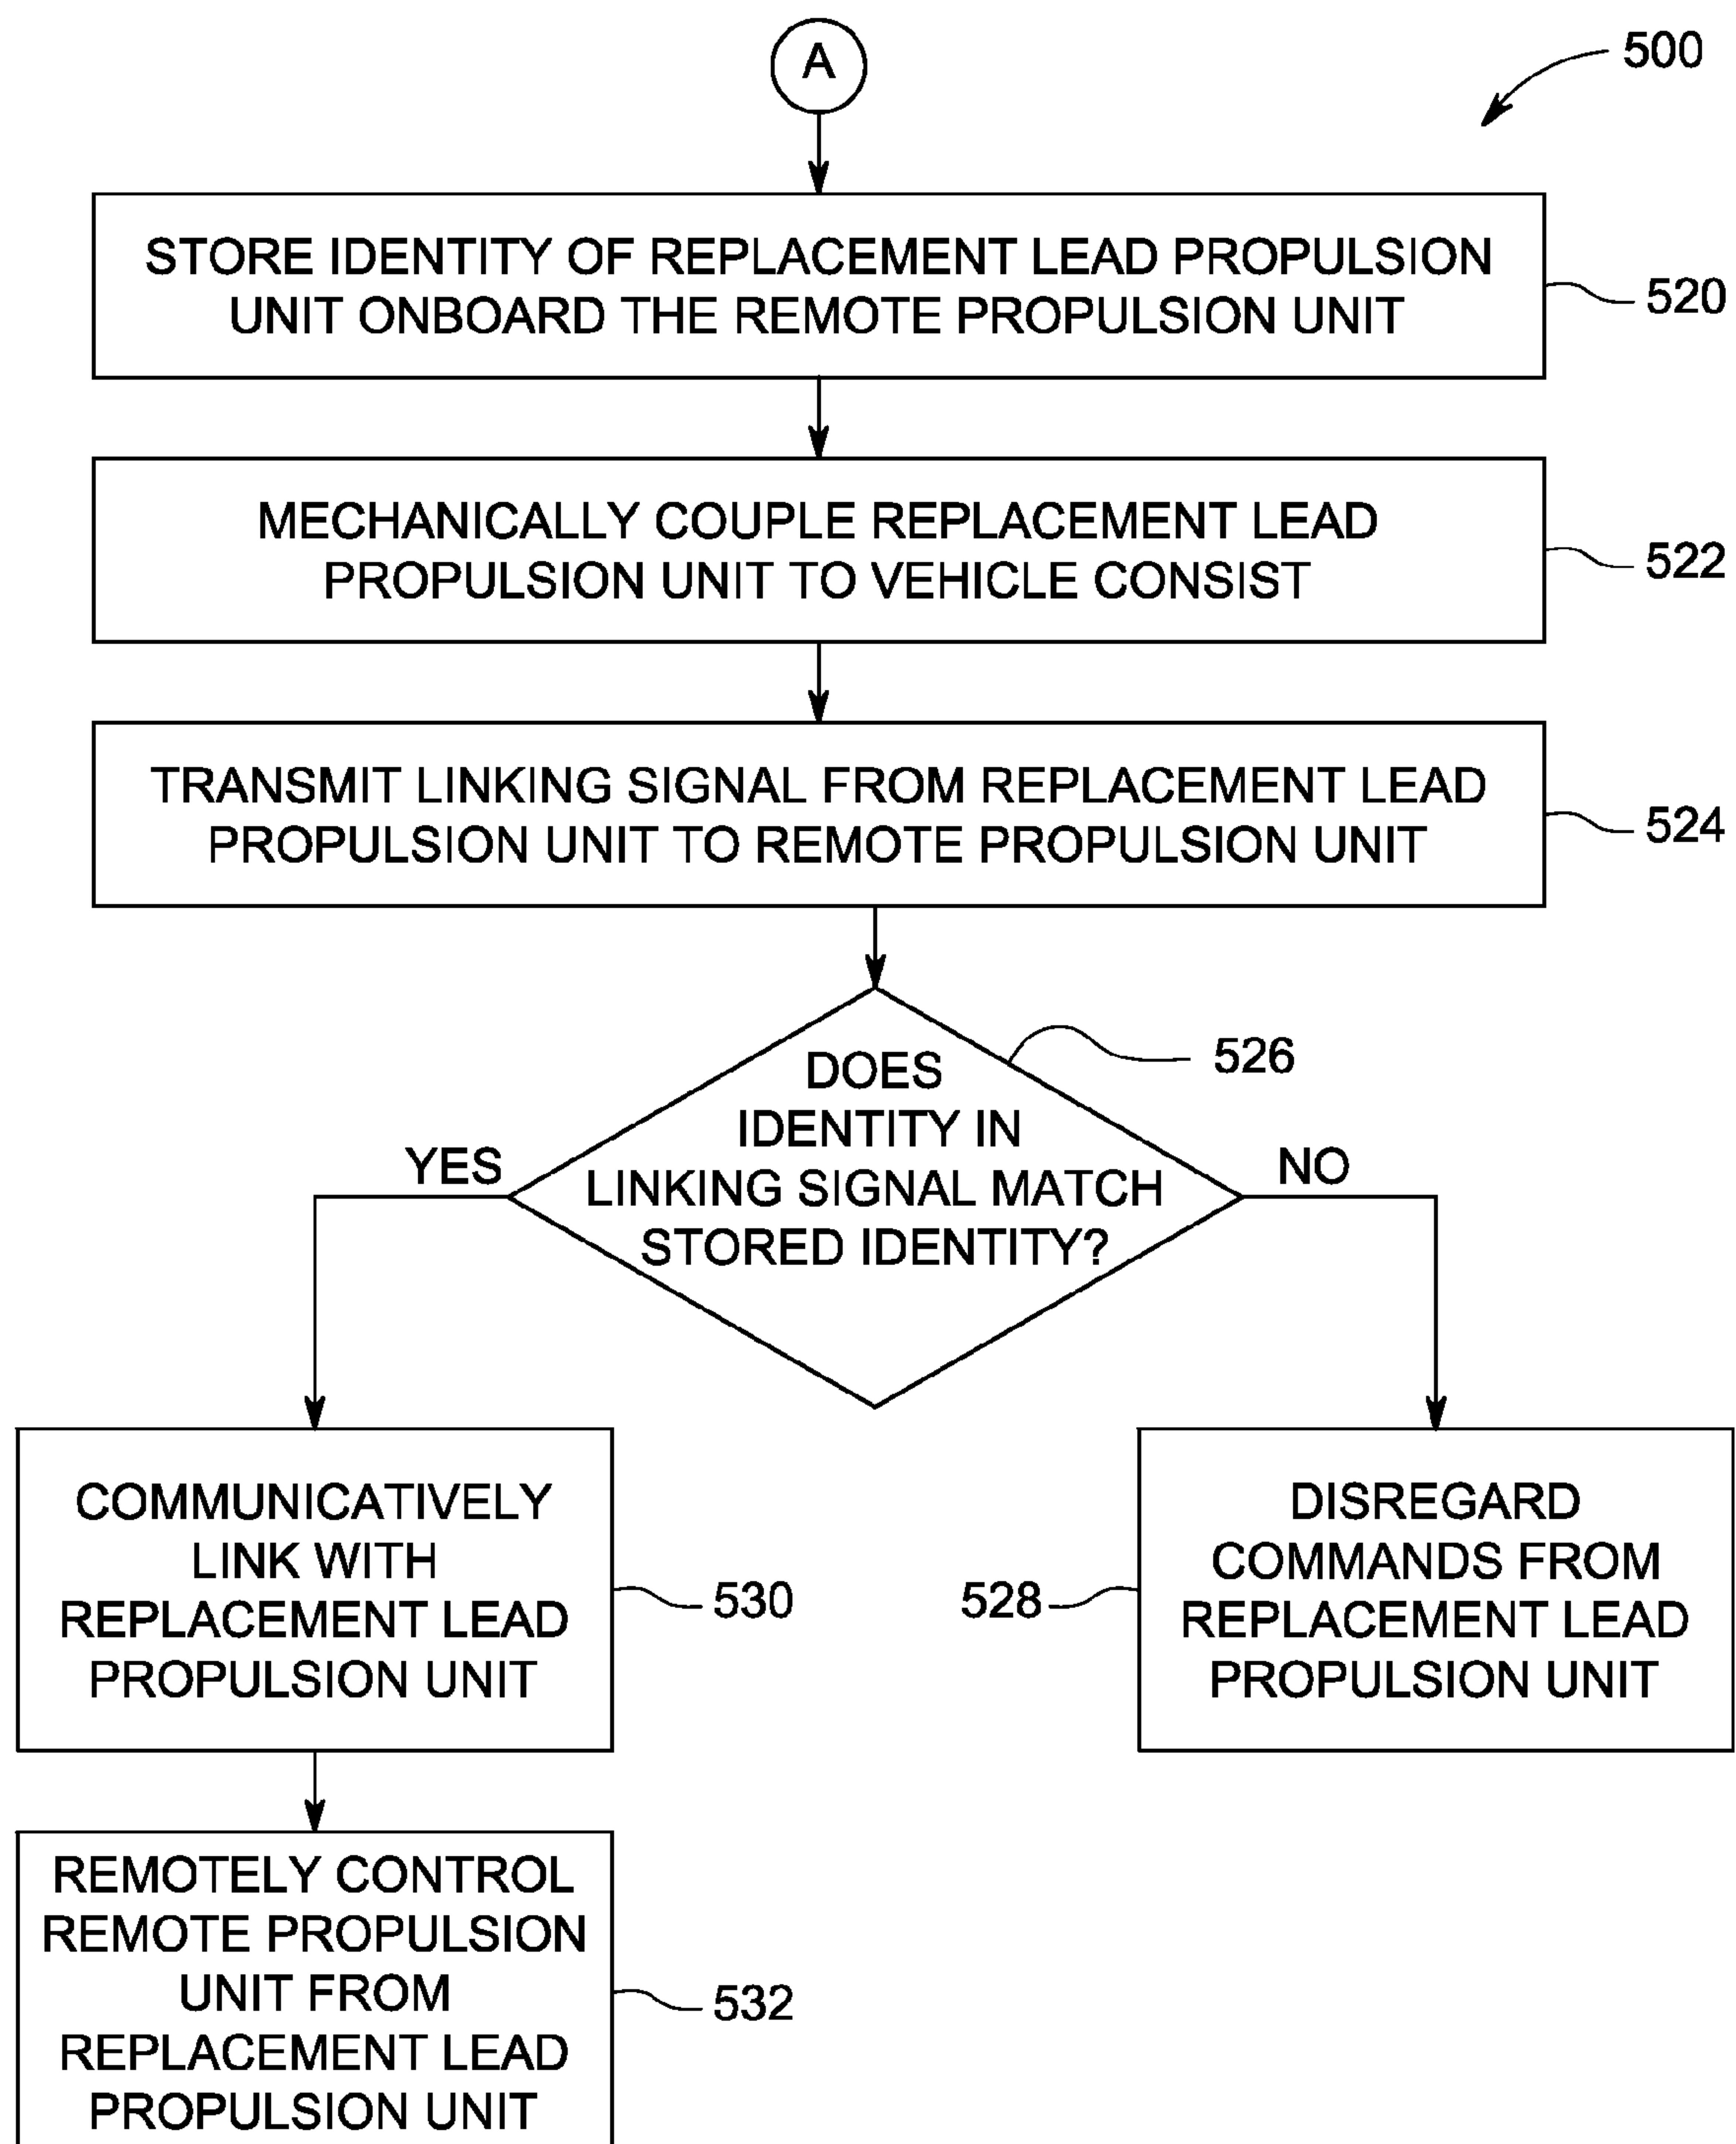 A
500
STORE IDENTITY OF REPLACEMENT LEAD PROPULSION
UNIT ONBOARD THE REMOTE PROPULSION UNIT
520
MECHANICALLY COUPLE REPLACEMENT LEAD
PROPULSION UNIT TO VEHICLE CONSIST
522
TRANSMIT LINKING SIGNAL FROM REPLACEMENT LEAD
PROPULSION UNIT TO REMOTE PROPULSION UNIT
524
DOES
IDENTITY IN
LINKING SIGNAL MATCH
STORED IDENTITY?
526
YES
NO
COMMUNICATIVELY
LINK WITH
REPLACEMENT LEAD
PROPULSION UNIT
530
528
DISREGARD
COMMANDS FROM
REPLACEMENT LEAD
PROPULSION UNIT
REMOTELY CONTROL
REMOTE PROPULSION
UNIT FROM
REPLACEMENT LEAD
PROPULSION UNIT
532